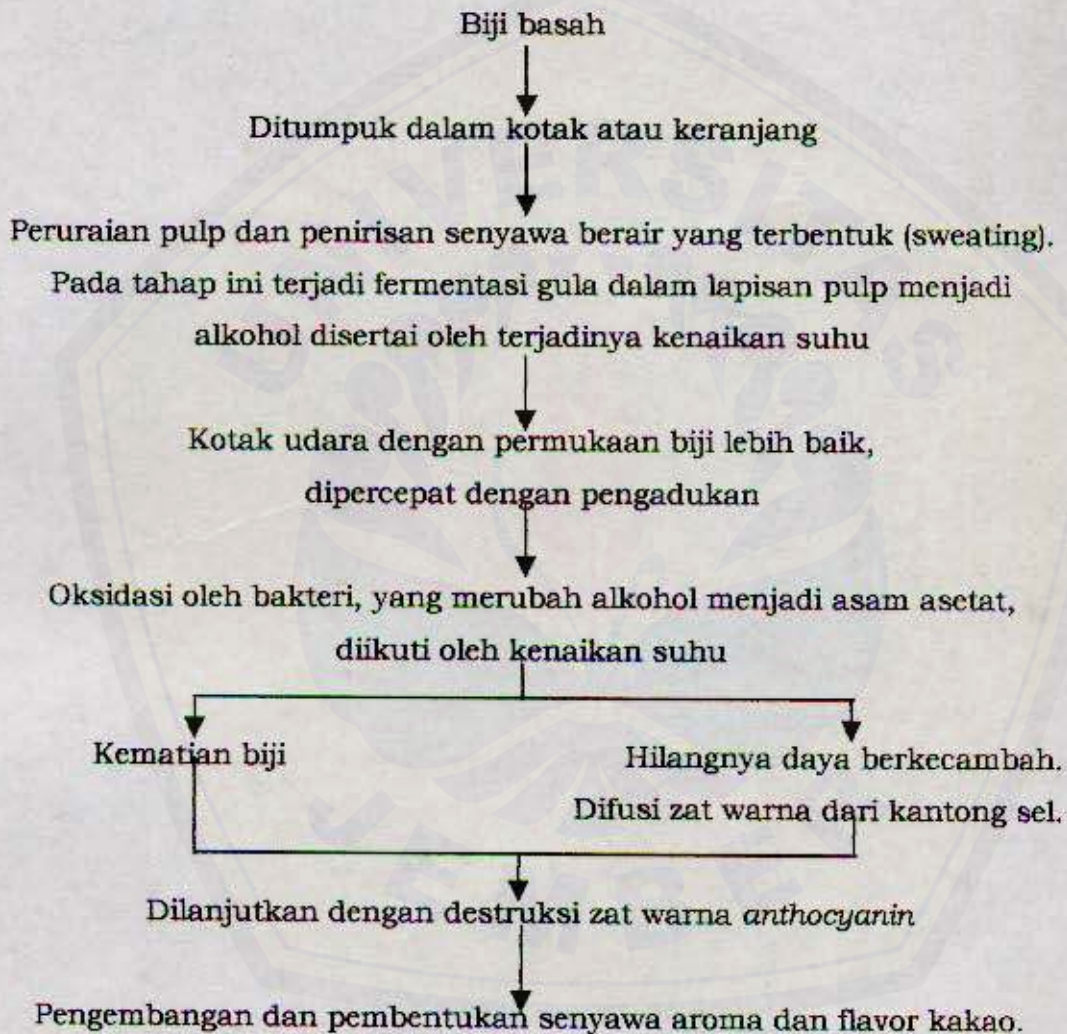 Biji basah
Ditumpuk dalam kotak atau keranjang
Peruraian pulp dan penirisan senyawa berair yang terbentuk (sweating).
Pada tahap ini terjadi fermentasi gula dalam lapisan pulp menjadi
alkohol disertai oleh terjadinya kenaikan suhu
Kotak udara dengan permukaan biji lebih baik,
dipercepat dengan pengadukan
Oksidasi oleh bakteri, yang merubah alkohol menjadi asam asetat,
diikuti oleh kenaikan suhu
Kematian biji
Hilangnya daya berkecambah.
Difusi zat warna dari kantong sel.
Dilanjutkan dengan destruksi zat warna anthocyanin
Pengembangan dan pembentukan senyawa aroma dan flavor kakao